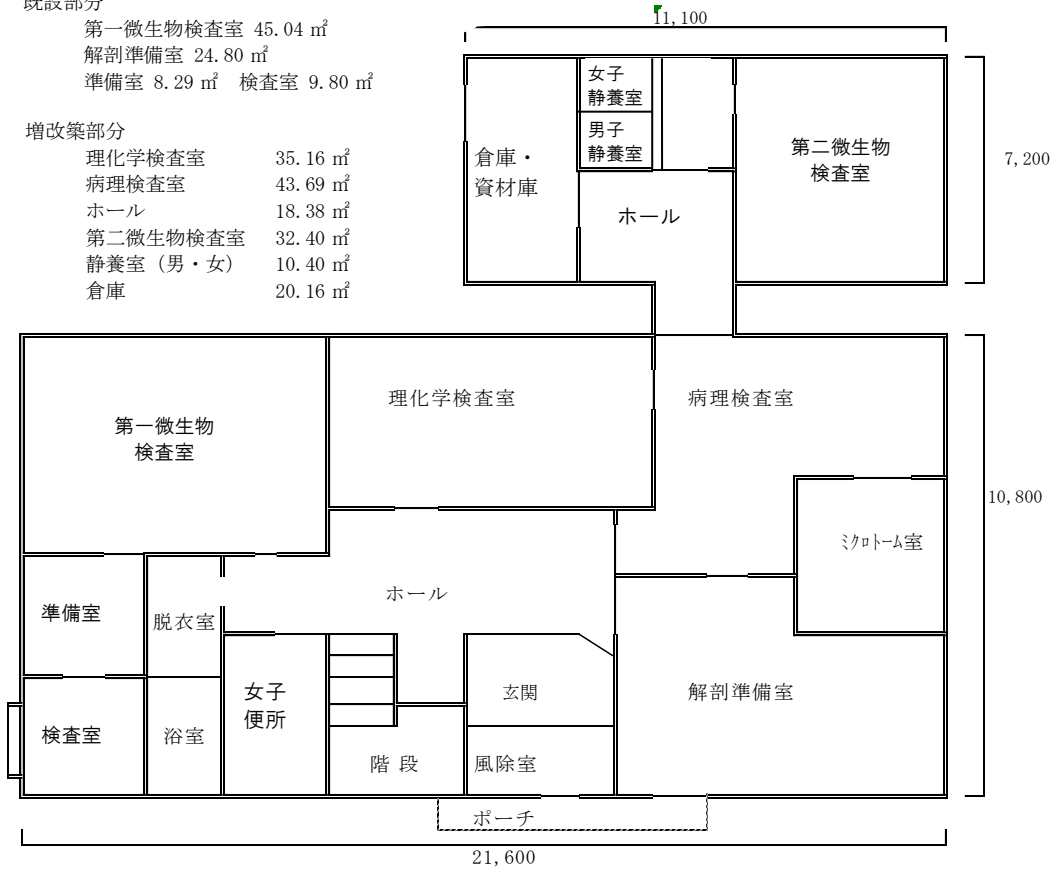 既設部分
第一微生物検査室 45.04 ㎡
解剖準備室 24.80 ㎡
準備室 8.29 ㎡ 検査室 9.80 ㎡
増改築部分
理化学検査室 35.16 ㎡
病理検査室 43.69 ㎡
ホール 18.38 ㎡
第二微生物検査室 32.40 ㎡
静養室（男・女） 10.40 ㎡
倉庫 20.16 ㎡
11,100
女子
静養室
男子
静養室
倉庫・
資材庫
ホール
第二微生物
検査室
7,200
第一微生物
検査室
理化学検査室
病理検査室
ﾐｸﾛﾄｰﾑ室
10,800
準備室
脱衣室
ホール
検査室
浴室
女子
便所
階 段
玄関
風除室
解剖準備室
ポーチ
21,600